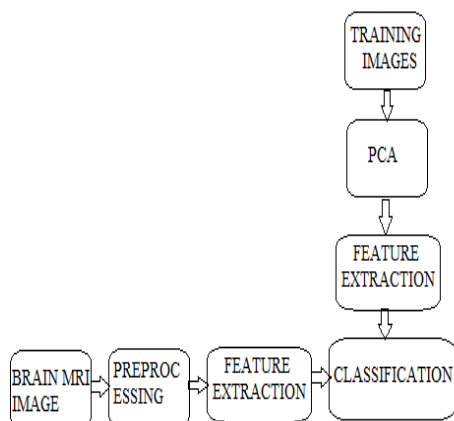 TRAINING
IMAGES
PCA
FEATURE
EXTRACTION
BRAIN MRI
IMAGE
PREPROC
ESSING
FEATURE
EXTRACTION
CLASSIFICATION